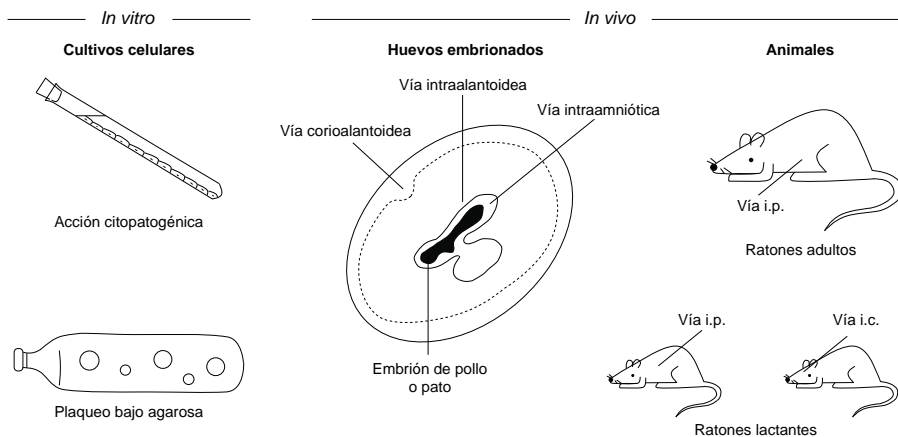 In vitro
Cultivos celulares
Acción citopatogénica
Plaqueo bajo agarosa
In vivo
Huevos embrionados
Vía intraalantoidea
Vía intraamniótica
Vía corioalantoidea
Embrión de pollo
o pato
Animales
Vía i.p.
Ratones adultos
Vía i.p.
Vía i.c.
Ratones lactantes